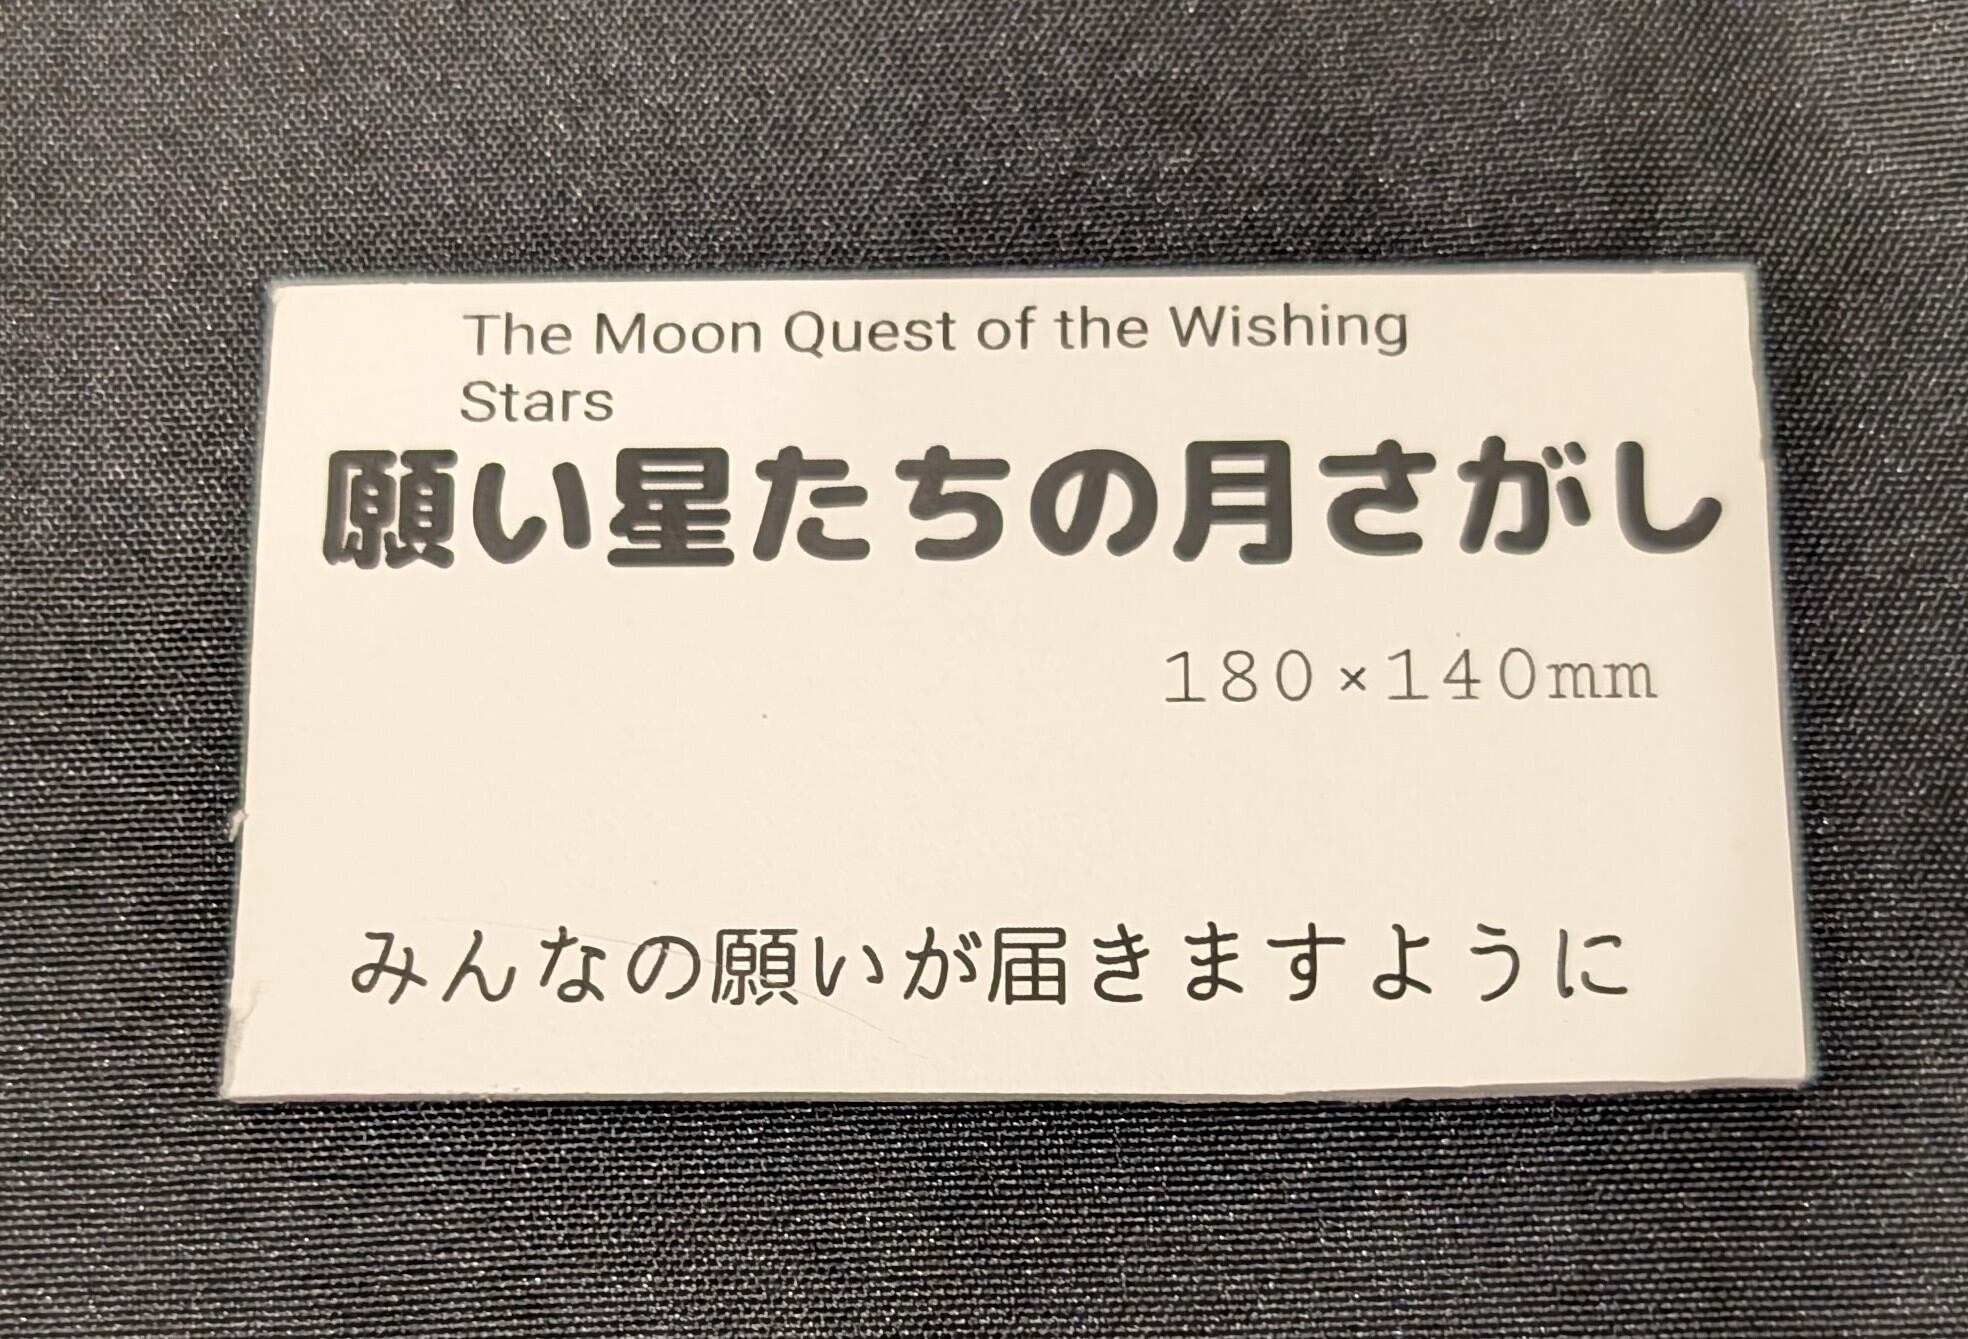 The Moon Quest of the Wishing
Stars
願い星たちの月さがし
180×140mm
みんなの願いが届きますように